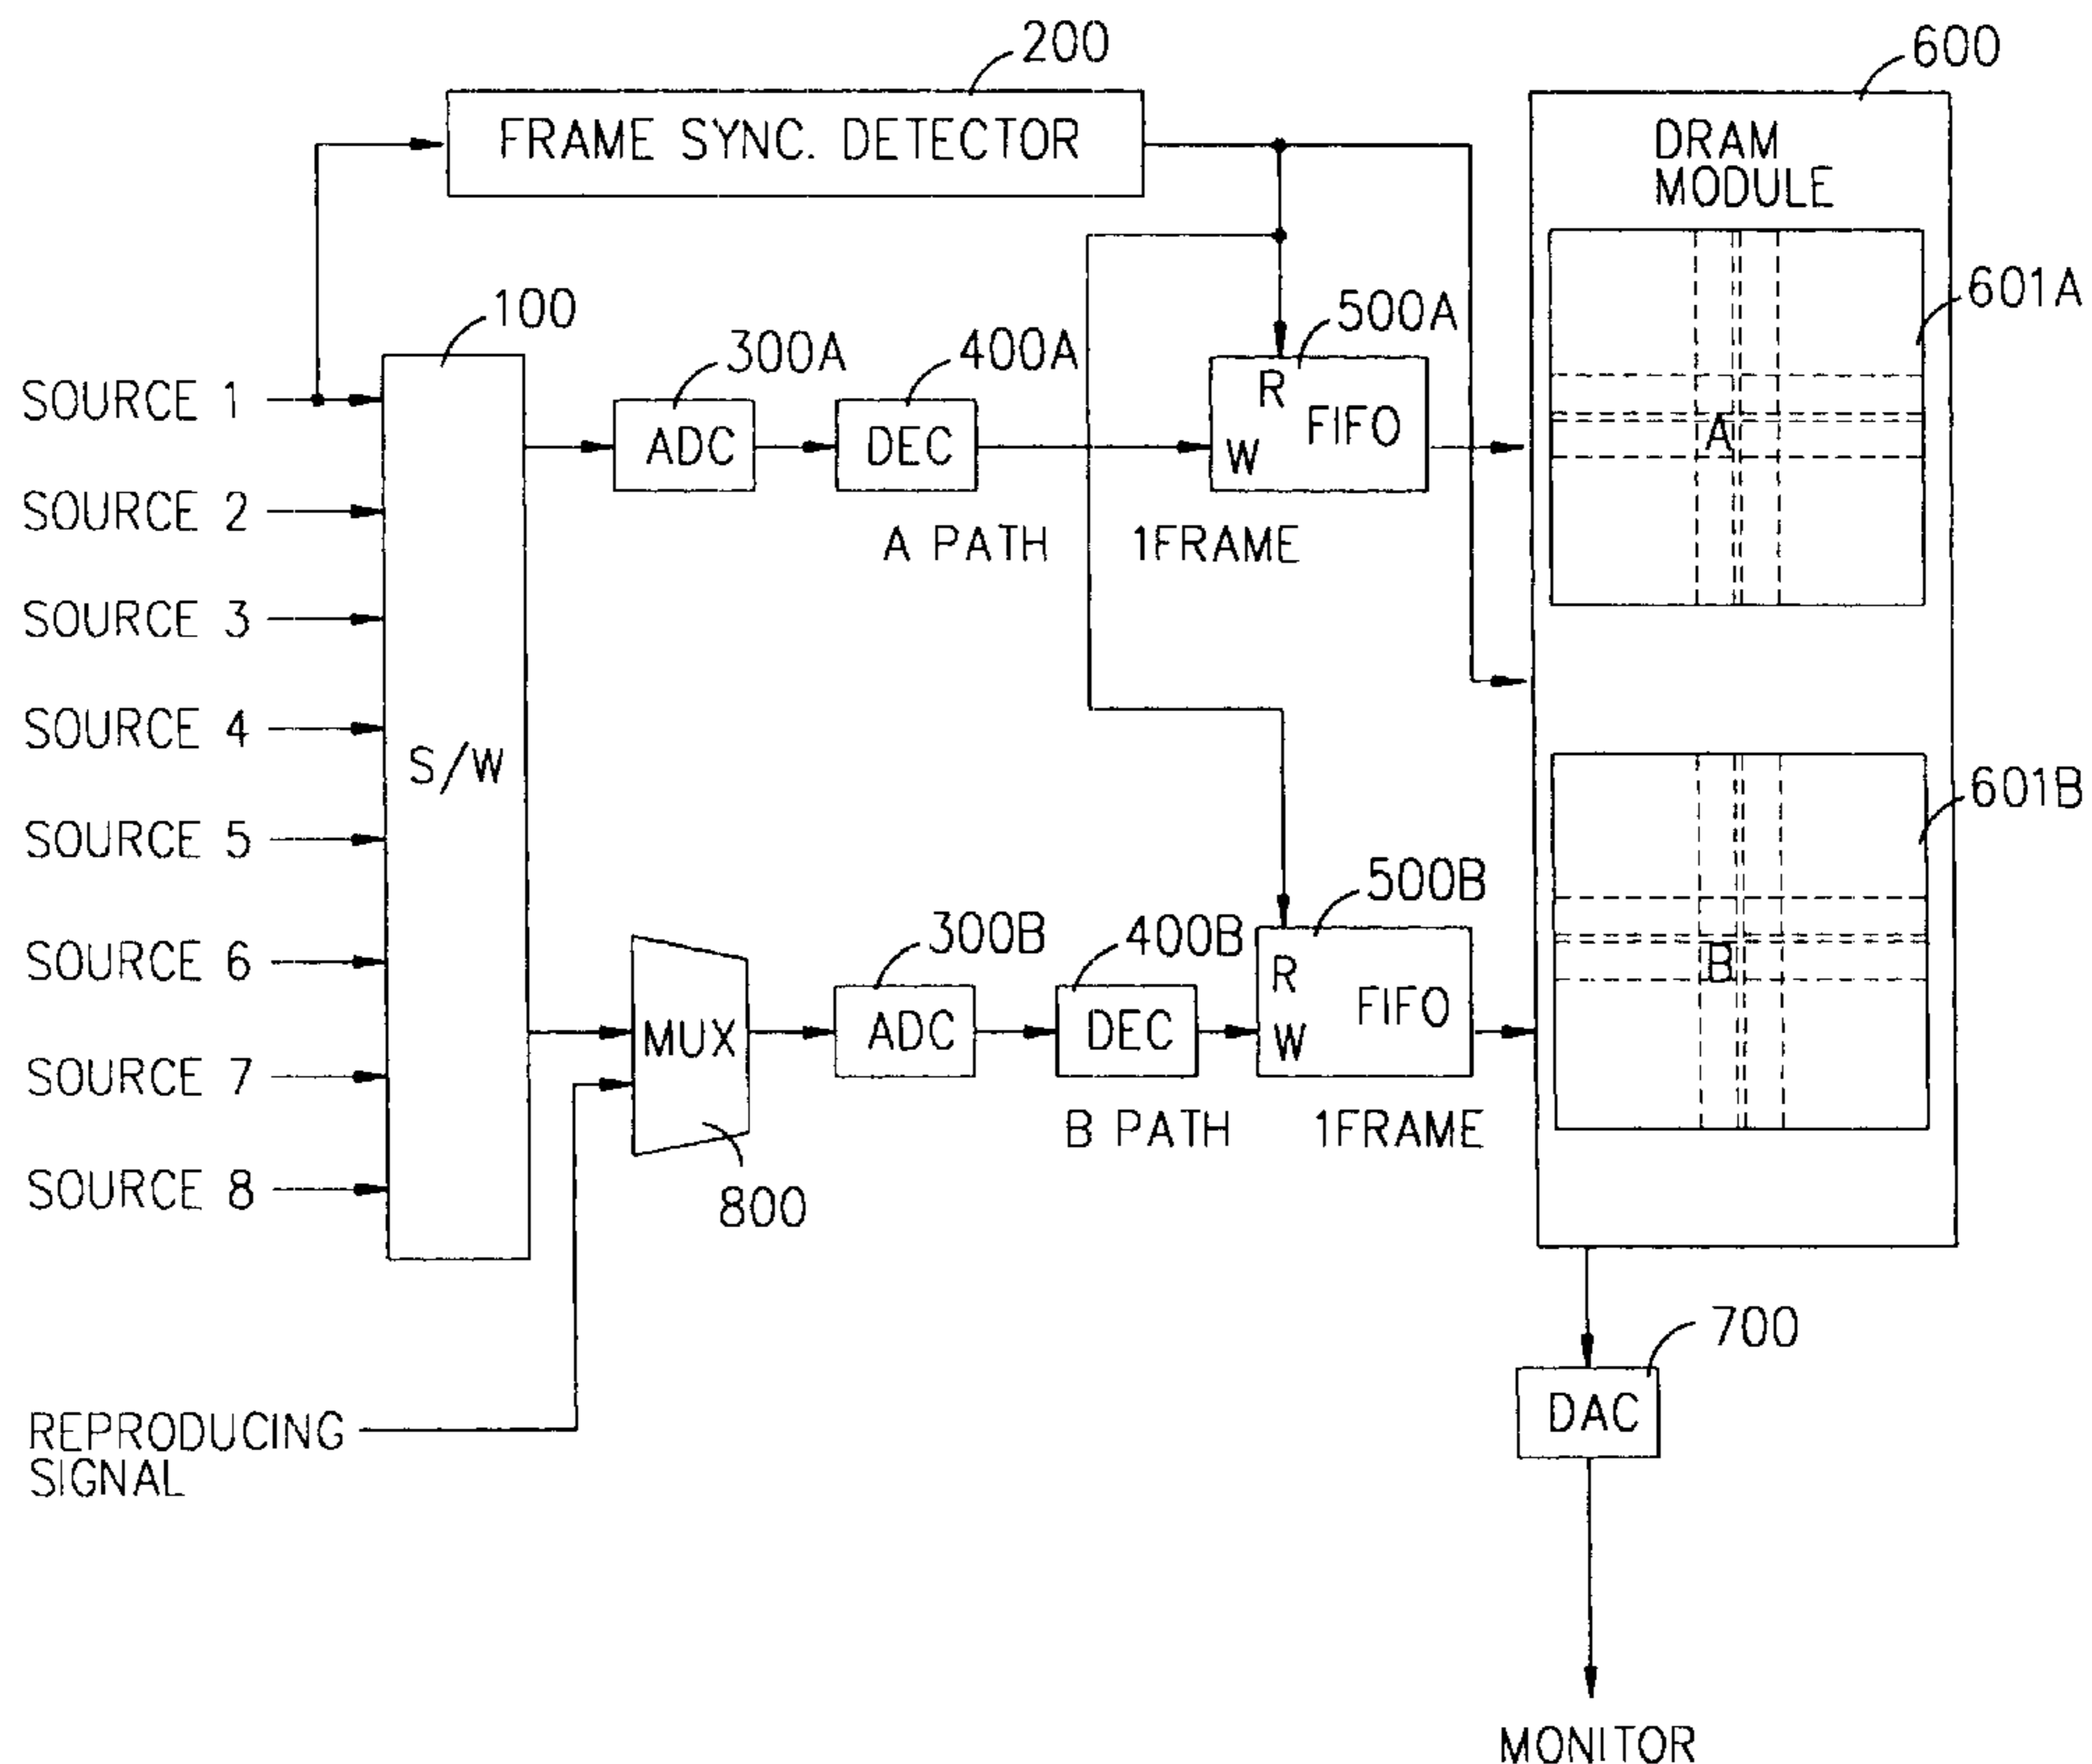 200
600
FRAME SYNC. DETECTOR
DRAM
MODULE
601A
100
300A
400A
500A
SOURCE 1
R
ADC
DEC
FIFO
W
A
SOURCE 2
A PATH
1FRAME
SOURCE 3
SOURCE 4
S/W
601B
SOURCE 5
500B
300B
400B
SOURCE 6
B
R
FIFO
MUX
ADC
DEC
W
SOURCE 7
B PATH
1FRAME
SOURCE 8
800
700
DAC
REPRODUCING
SIGNAL
MONITOR